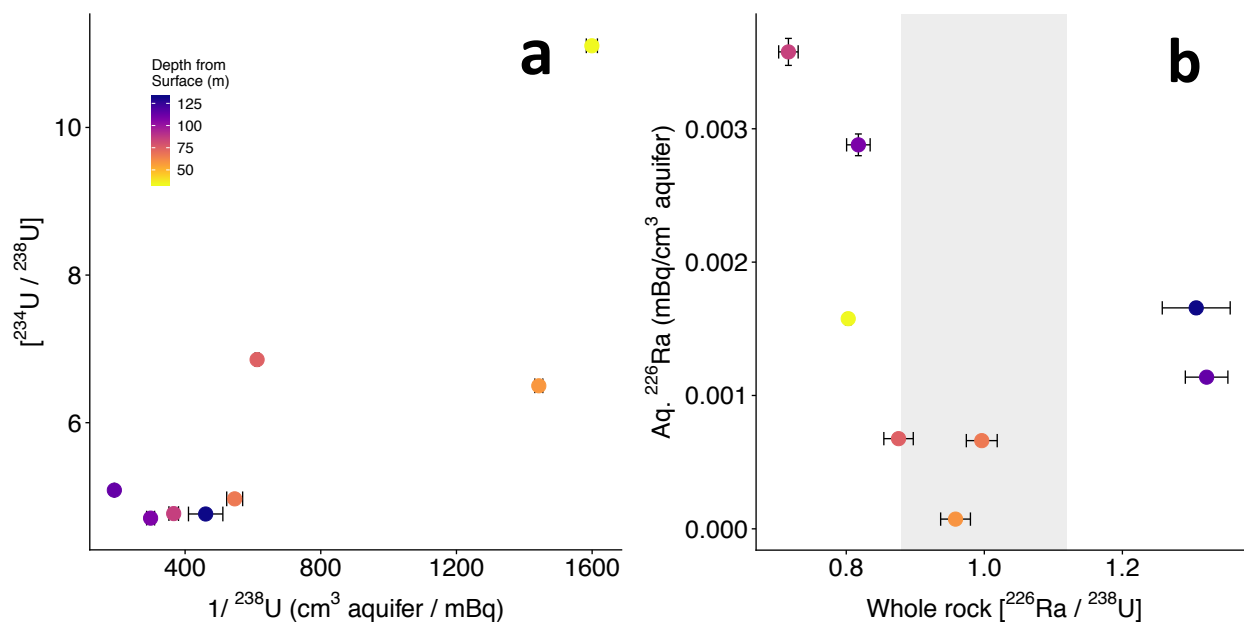 a
Depth from
Surface (m)
125
100
75
50
10
8
6
[²³⁴U / ²³⁸U]
400
800
1200
1600
1/ ²³⁸U (cm³ aquifer / mBq)
b
0.003
0.002
0.001
0.000
Aq. ²²⁶Ra (mBq/cm³ aquifer)
0.8
1.0
1.2
Whole rock [²²⁶Ra / ²³⁸U]